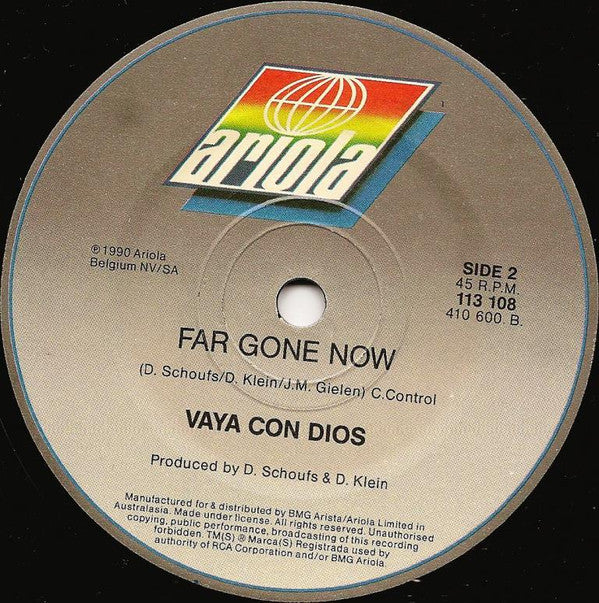 ariola
℗ 1990 Ariola
Belgium NV/SA
SIDE 2
45 R.P.M.
113 108
410 600. B.
FAR GONE NOW
(D. Schoufs/D. Klein/J.M. Gielen) C.Control
VAYA CON DIOS
Produced by D. Schoufs & D. Klein
Manufactured for & distributed by BMG Arista/Ariola Limited in
Australasia. Made under license. All rights reserved. Unauthorised
copying, public performance, broadcasting of this recording
forbidden. TM(S) ® Marca(S) Registrada used by
authority of RCA Corporation and/or BMG Ariola.